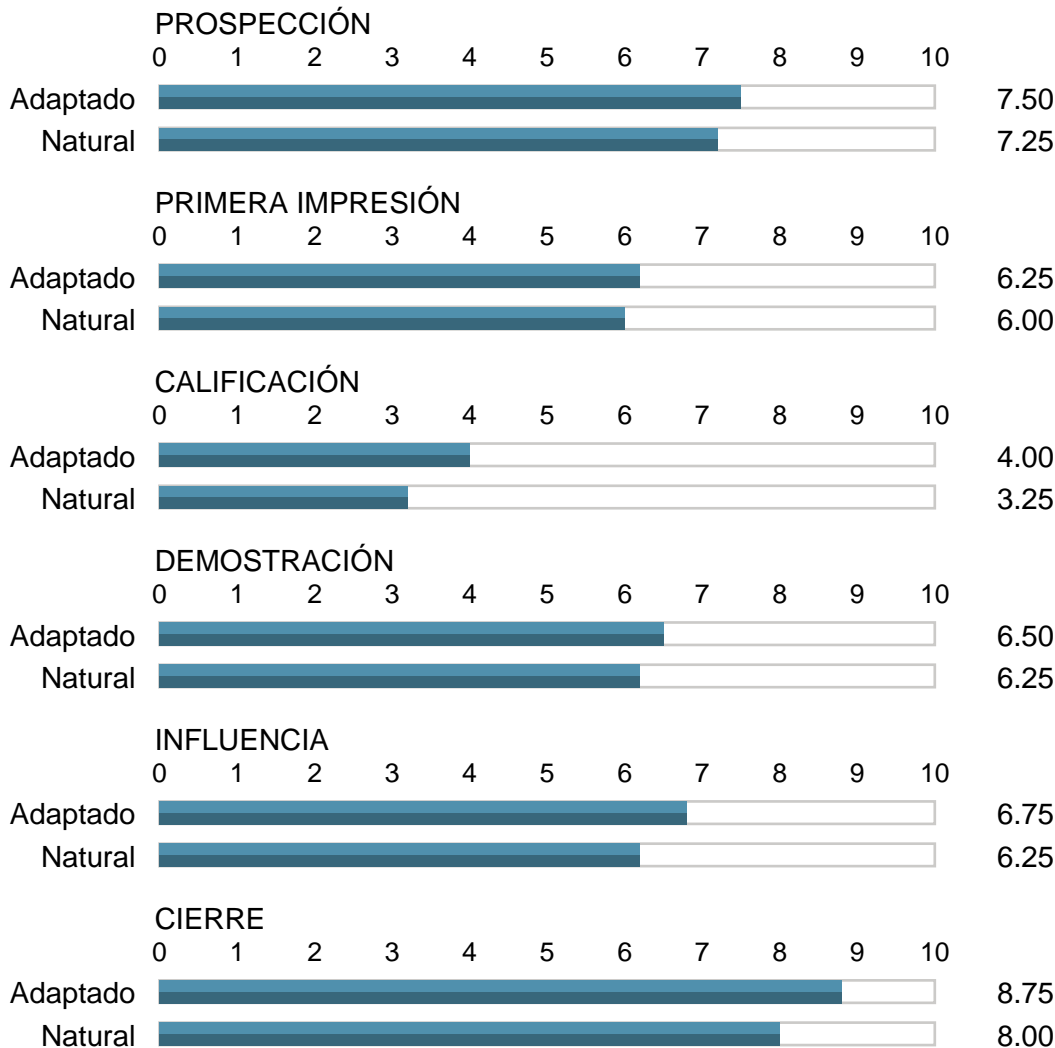 PROSPECCIÓN
0 1 2 3 4 5 6 7 8 9 10
Adaptado 7.50
Natural 7.25
PRIMERA IMPRESIÓN
0 1 2 3 4 5 6 7 8 9 10
Adaptado 6.25
Natural 6.00
CALIFICACIÓN
0 1 2 3 4 5 6 7 8 9 10
Adaptado 4.00
Natural 3.25
DEMOSTRACIÓN
0 1 2 3 4 5 6 7 8 9 10
Adaptado 6.50
Natural 6.25
INFLUENCIA
0 1 2 3 4 5 6 7 8 9 10
Adaptado 6.75
Natural 6.25
CIERRE
0 1 2 3 4 5 6 7 8 9 10
Adaptado 8.75
Natural 8.00